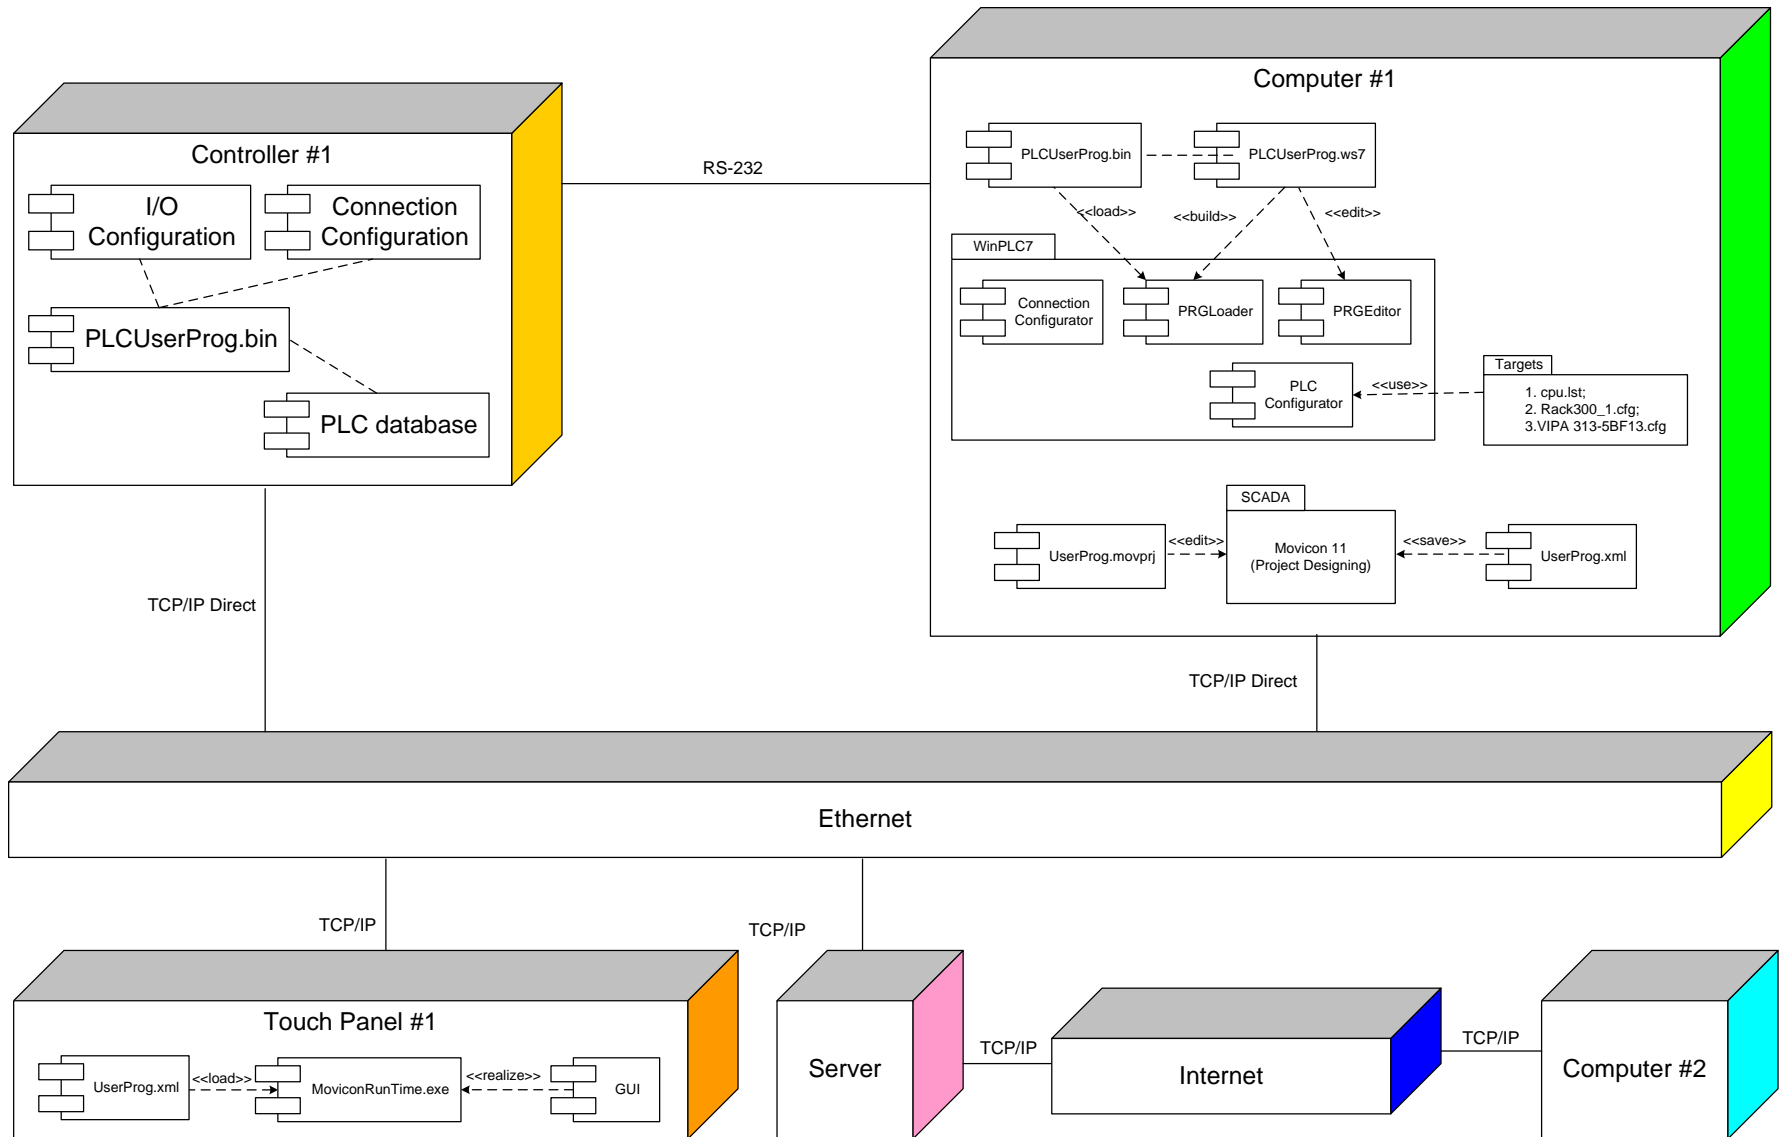 Computer #1
Controller #1
I/O
Configuration
Connection
Configuration
PLCUserProg.bin
PLC database
RS-232
PLCUserProg.bin
PLCUserProg.ws7
<<load>>
<<build>>
<<edit>>
WinPLC7
Connection
Configurator
PRGLoader
PRGEditor
PLC
Configurator
<<use>>
Targets
1. cpu.lst;
2. Rack300_1.cfg;
3.VIPA 313-5BF13.cfg
SCADA
UserProg.movprj
<<edit>>
Movicon 11
(Project Designing)
<<save>>
UserProg.xml
TCP/IP Direct
TCP/IP Direct
Ethernet
TCP/IP
TCP/IP
Touch Panel #1
UserProg.xml
<<load>>
MoviconRunTime.exe
<<realize>>
GUI
Server
TCP/IP
Internet
TCP/IP
Computer #2